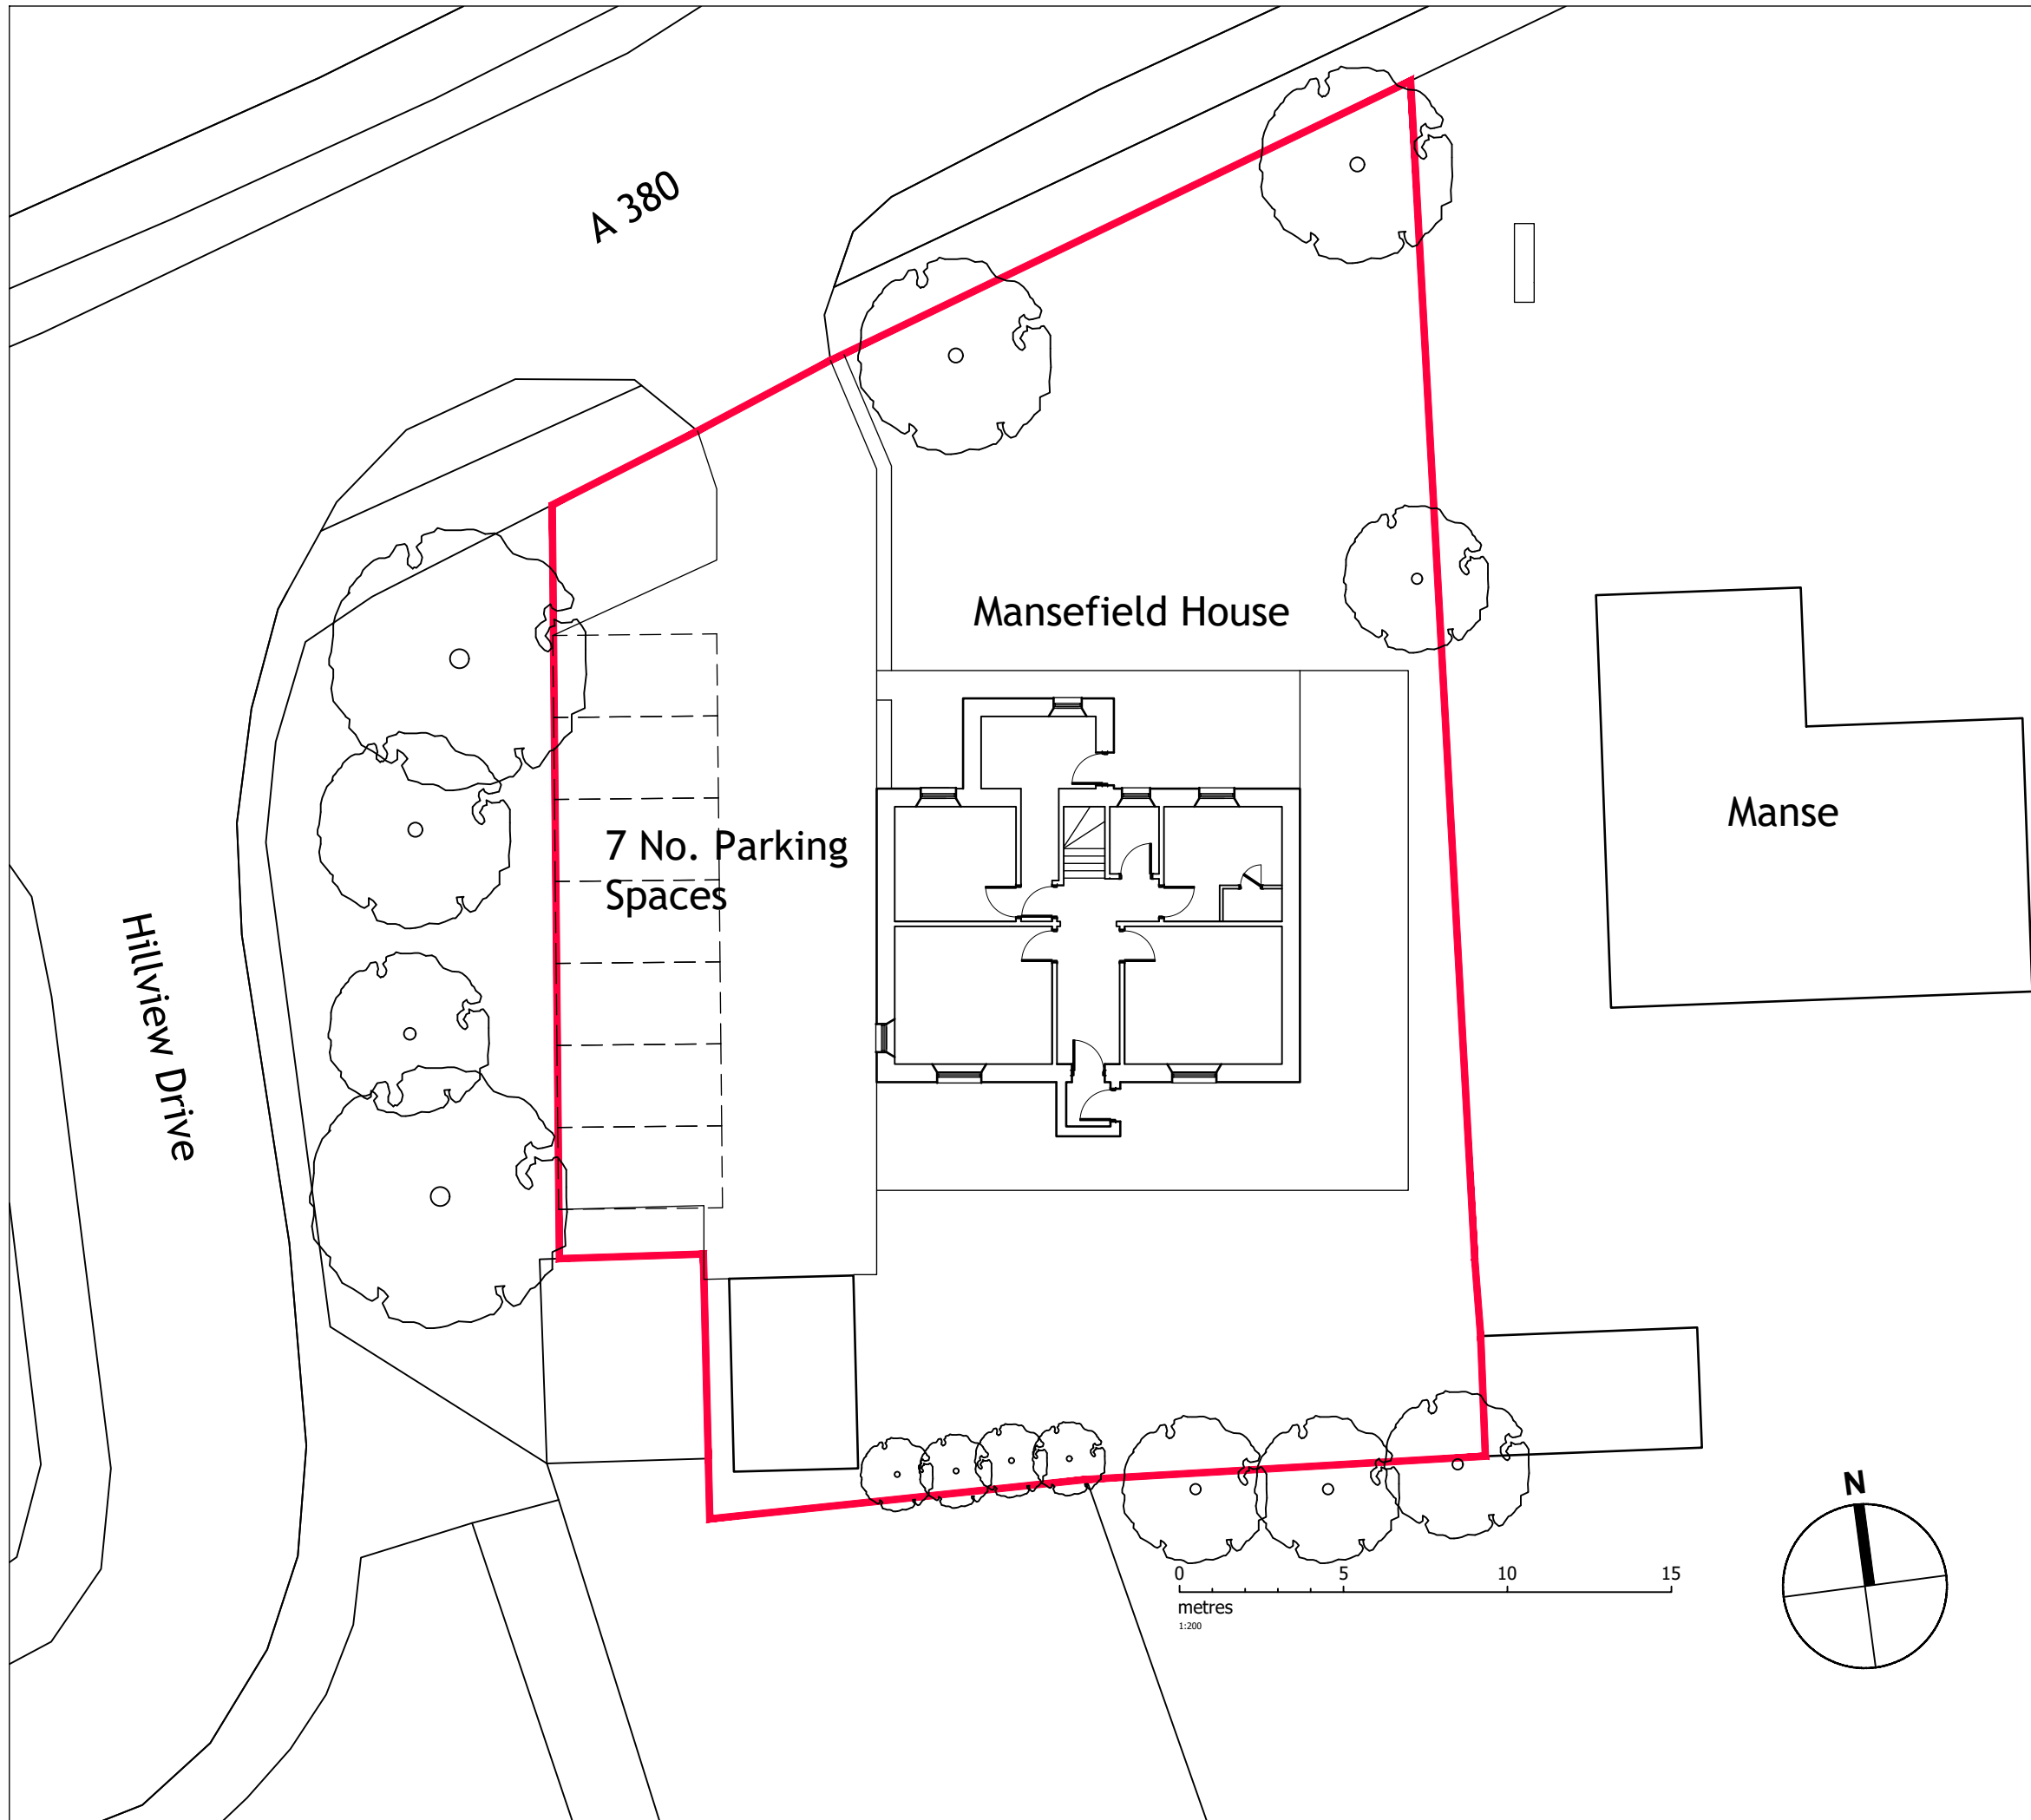 A 380
Mansefield House
Manse
7 No. Parking
Spaces
Hillview Drive
N
0 5 10 15
metres
1:200